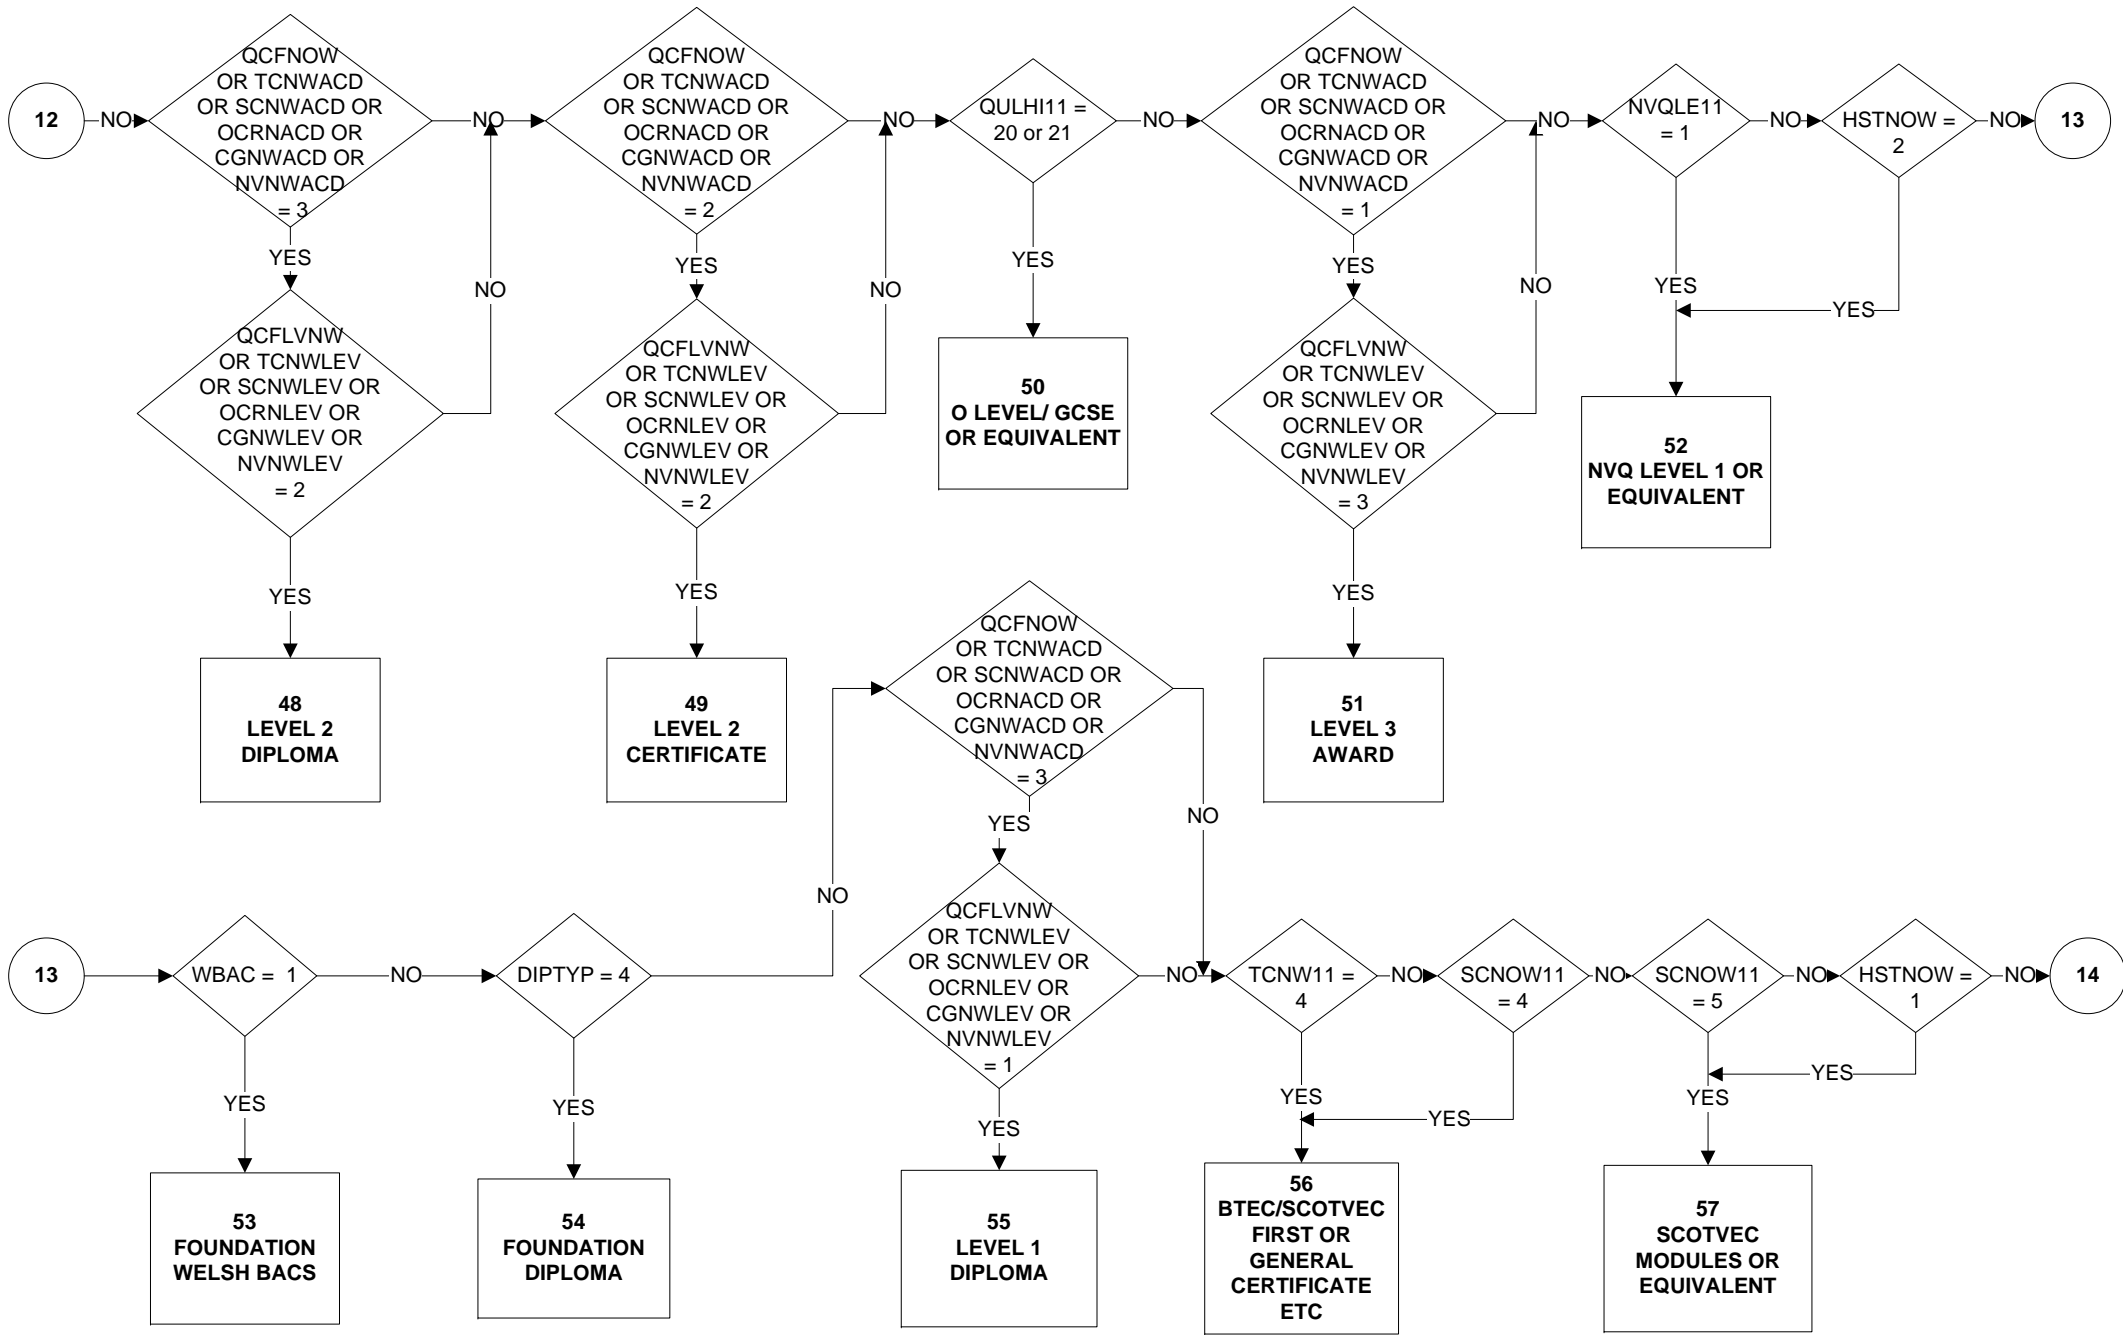 12
NO
QCFNOW
OR TCNWACD
OR SCNWACD OR
OCRNACD OR
CGNWACD OR
NVNWACD
= 3
NO
QCFNOW
OR TCNWACD
OR SCNWACD OR
OCRNACD OR
CGNWACD OR
NVNWACD
= 2
NO
QULHI11 =
20 or 21
NO
QCFNOW
OR TCNWACD
OR SCNWACD OR
OCRNACD OR
CGNWACD OR
NVNWACD
= 1
NO
NVQLE11
= 1
NO
HSTNOW =
2
NO
13
YES
YES
YES
YES
YES
YES
NO
NO
NO
QCFLVNW
OR TCNWLEV
OR SCNWLEV OR
OCRNLEV OR
CGNWLEV OR
NVNWLEV
= 2
QCFLVNW
OR TCNWLEV
OR SCNWLEV OR
OCRNLEV OR
CGNWLEV OR
NVNWLEV
= 2
50
O LEVEL/ GCSE
OR EQUIVALENT
QCFLVNW
OR TCNWLEV
OR SCNWLEV OR
OCRNLEV OR
CGNWLEV OR
NVNWLEV
= 3
52
NVQ LEVEL 1 OR
EQUIVALENT
YES
YES
YES
48
LEVEL 2
DIPLOMA
49
LEVEL 2
CERTIFICATE
51
LEVEL 3
AWARD
13
WBAC = 1
NO
DIPTYP = 4
NO
QCFNOW
OR TCNWACD
OR SCNWACD OR
OCRNACD OR
CGNWACD OR
NVNWACD
= 3
YES
NO
QCFLVNW
OR TCNWLEV
OR SCNWLEV OR
OCRNLEV OR
CGNWLEV OR
NVNWLEV
= 1
NO
TCNW11 =
4
NO
SCNOW11
= 4
NO
SCNOW11
= 5
NO
HSTNOW =
1
NO
14
YES
YES
YES
YES
YES
YES
YES
53
FOUNDATION
WELSH BACS
54
FOUNDATION
DIPLOMA
55
LEVEL 1
DIPLOMA
56
BTEC/SCOTVEC
FIRST OR
GENERAL
CERTIFICATE
ETC
57
SCOTVEC
MODULES OR
EQUIVALENT